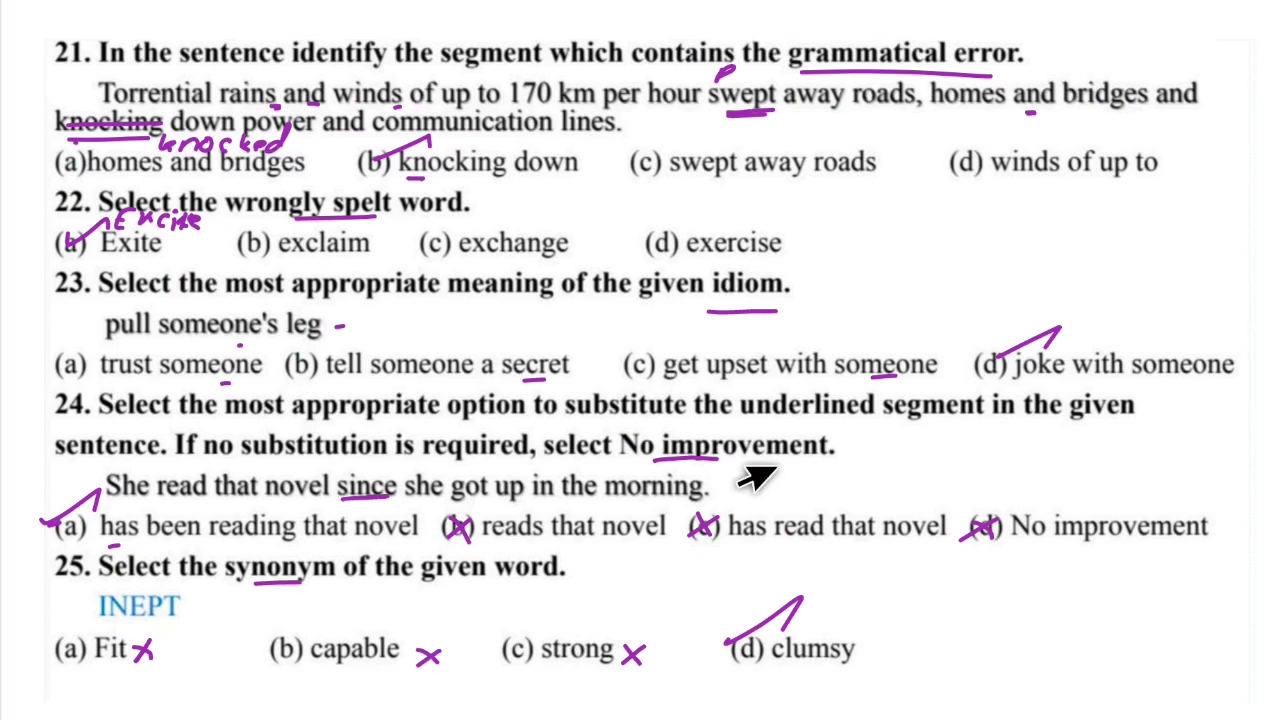 21. In the sentence identify the segment which contains the grammatical error.
Torrential rains and winds of up to 170 km per hour swept away roads, homes and bridges and
knocking down power and communication lines.
knocked
(a)homes and bridges (b) knocking down (c) swept away roads (d) winds of up to
22. Select the wrongly spelt word.
Excite
(a) Exite (b) exclaim (c) exchange (d) exercise
23. Select the most appropriate meaning of the given idiom.
pull someone's leg -
(a) trust someone (b) tell someone a secret (c) get upset with someone (d) joke with someone
24. Select the most appropriate option to substitute the underlined segment in the given
sentence. If no substitution is required, select No improvement.
She read that novel since she got up in the morning.
(a) has been reading that novel (b) reads that novel (c) has read that novel (d) No improvement
25. Select the synonym of the given word.
INEPT
(a) Fit (b) capable (c) strong (d) clumsy